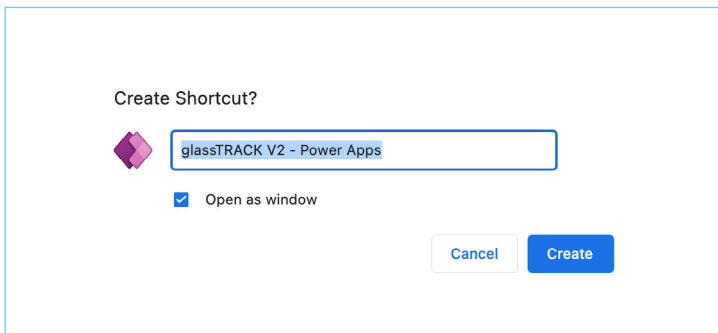 Create Shortcut?
glassTRACK V2 - Power Apps
Open as window
Cancel
Create